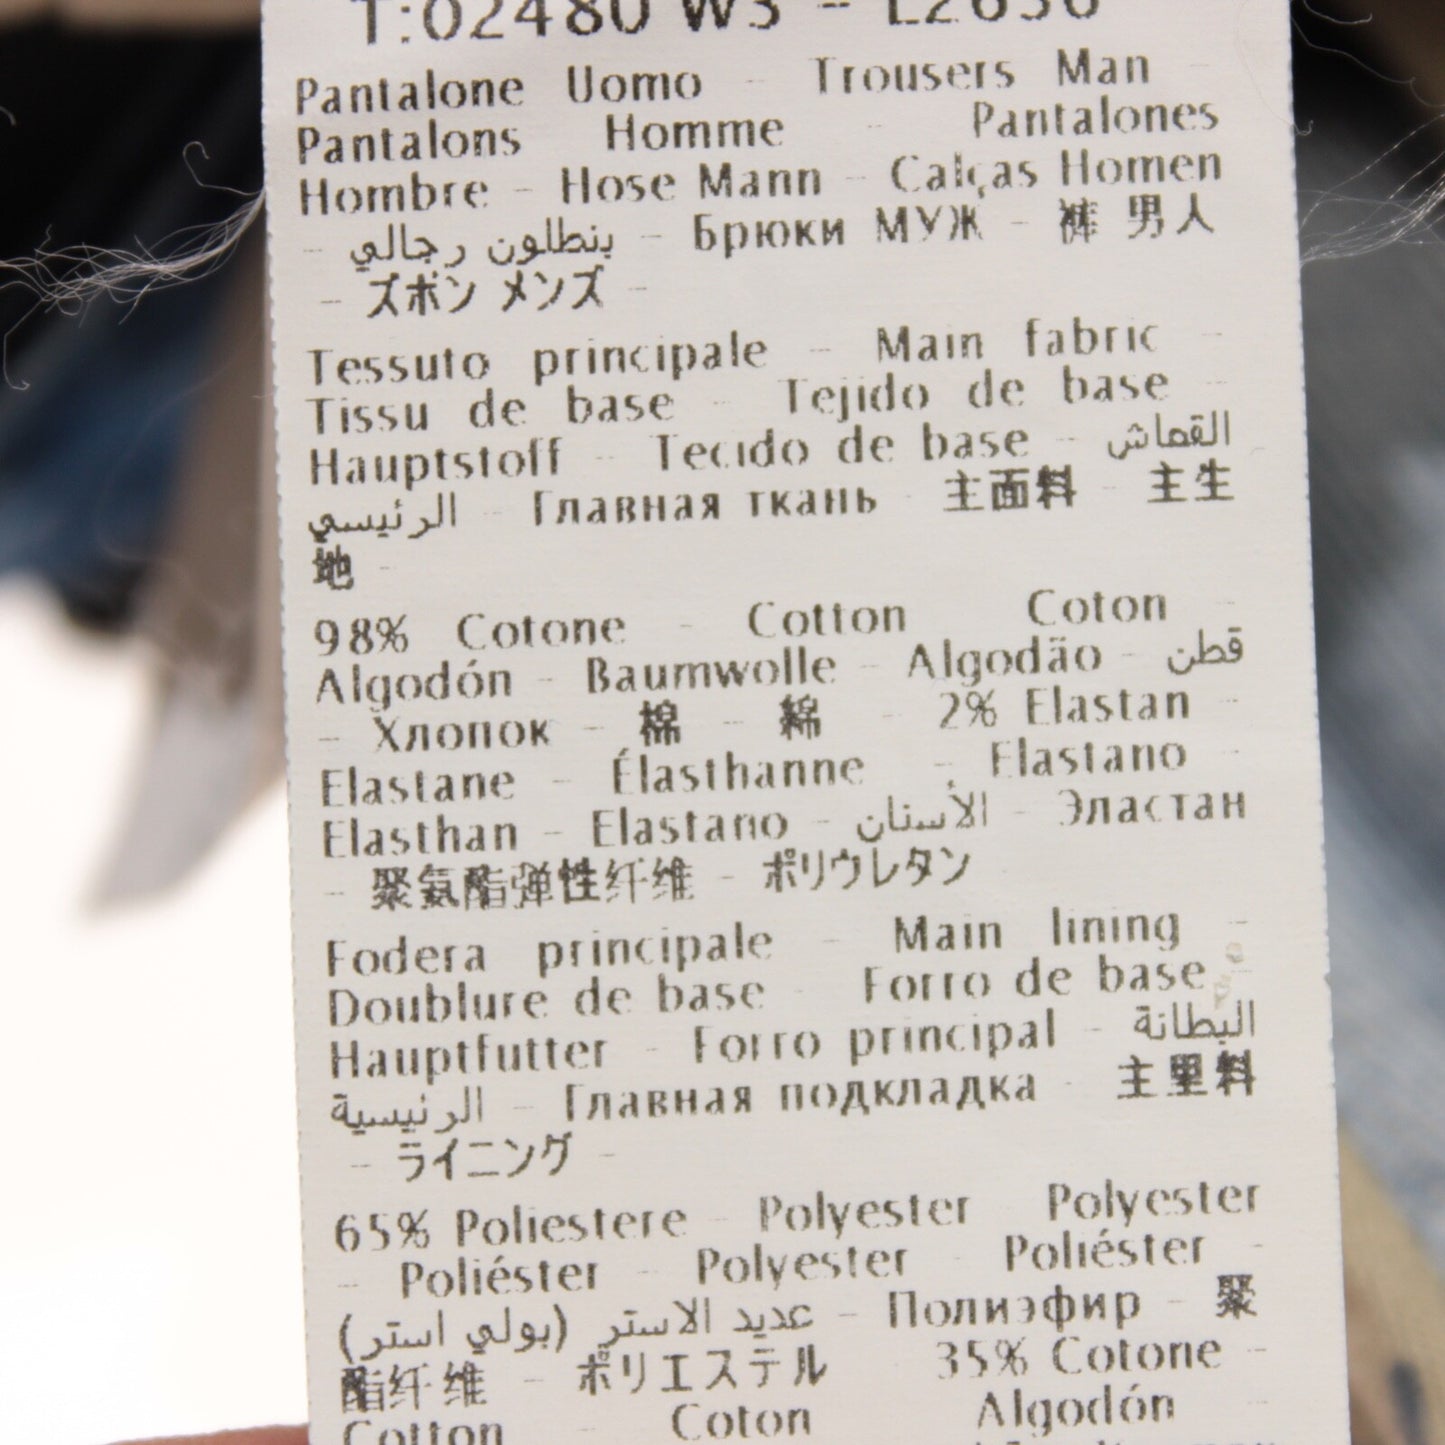 T:02480 W3 - L2636
Pantalone Uomo - Trousers Man -
Pantalons Homme - Pantalones
Hombre - Hose Mann - Calças Homen
- بنطلون رجالي - Брюки МУЖ - 裤 男人
- ズボン メンズ -
Tessuto principale - Main fabric -
Tissu de base - Tejido de base -
Hauptstoff - Tecido de base - القماش
الرئيسي - Главная ткань - 主面料 - 主生
地 -
98% Cotone - Cotton Coton -
Algodón - Baumwolle - Algodão - قطن
- Хлопок - 棉 - 綿 - 2% Elastan -
Elastane - Élasthanne - Elastano -
Elasthan - Elastano - الأستان - Эластан
- 聚氨酯弹性纤维 - ポリウレタン -
Fodera principale - Main lining -
Doublure de base - Forro de base -
Hauptfutter - Forro principal - البطانة
الرئيسية - Главная подкладка - 主里料
- ライニング -
65% Poliestere - Polyester - Polyester
- Poliéster - Polyester - Poliéster -
عديد الاستر (بولي استر) - Полиэфир - 聚
酯纤维 - ポリエステル 35% Cotone -
Cotton Coton Algodón